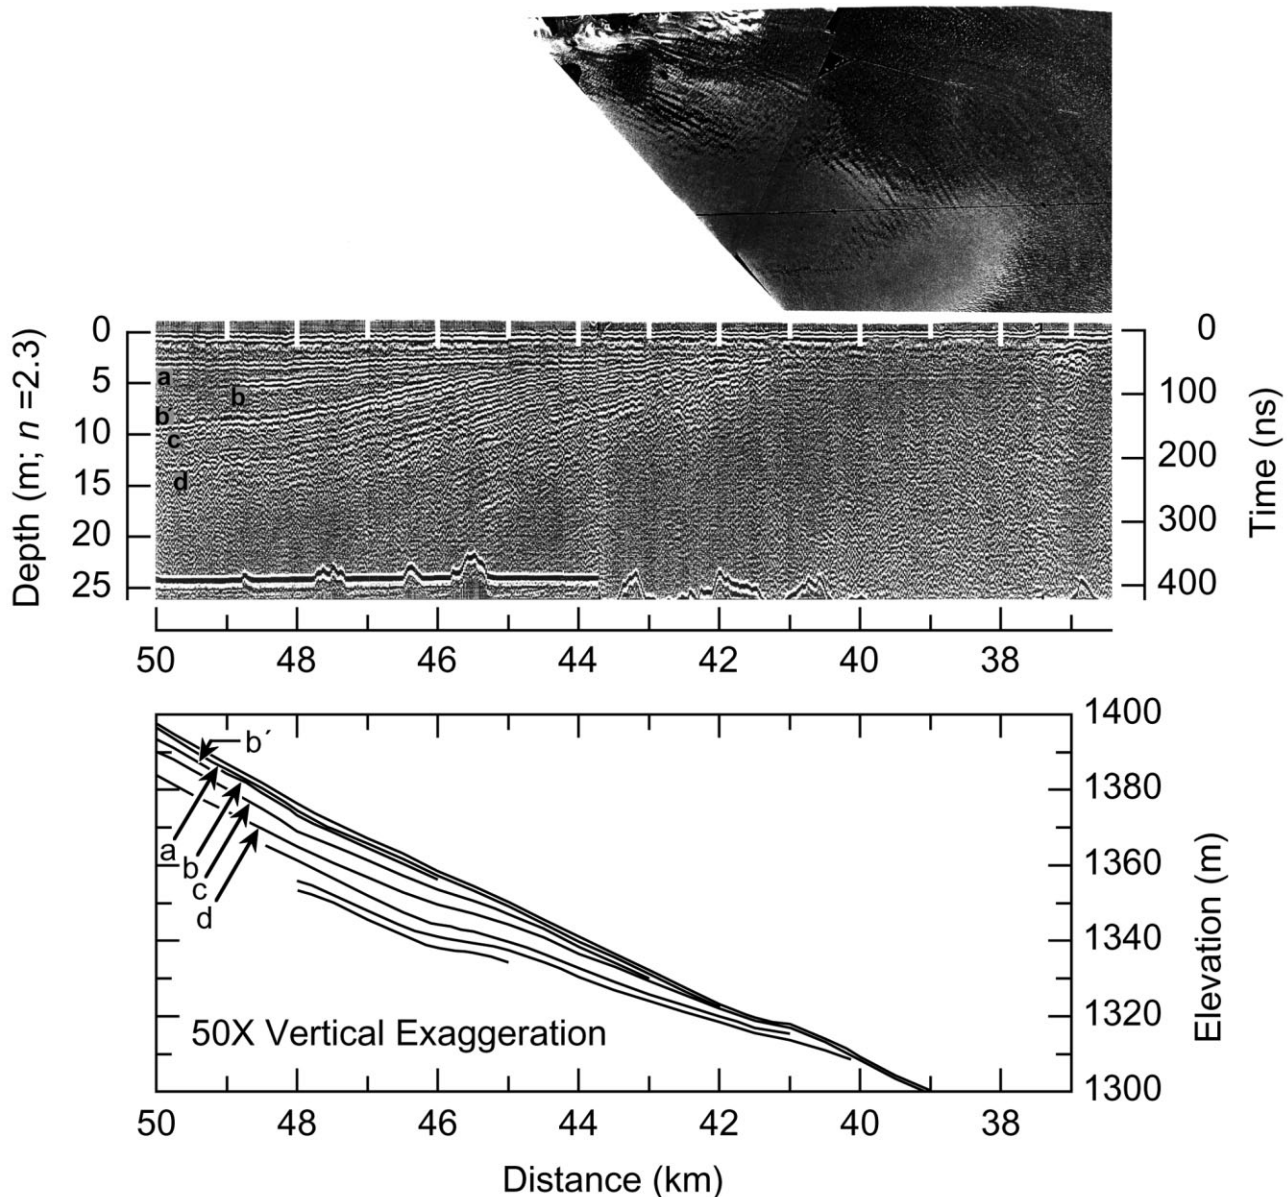 Depth (m; n =2.3)
0
5
10
15
20
25
a
b
b
c
d
0
100
200
300
400
Time (ns)
50 48 46 44 42 40 38
b´
a
b
c
d
50X Vertical Exaggeration
1400
1380
1360
1340
1320
1300
Elevation (m)
50 48 46 44 42 40 38
Distance (km)